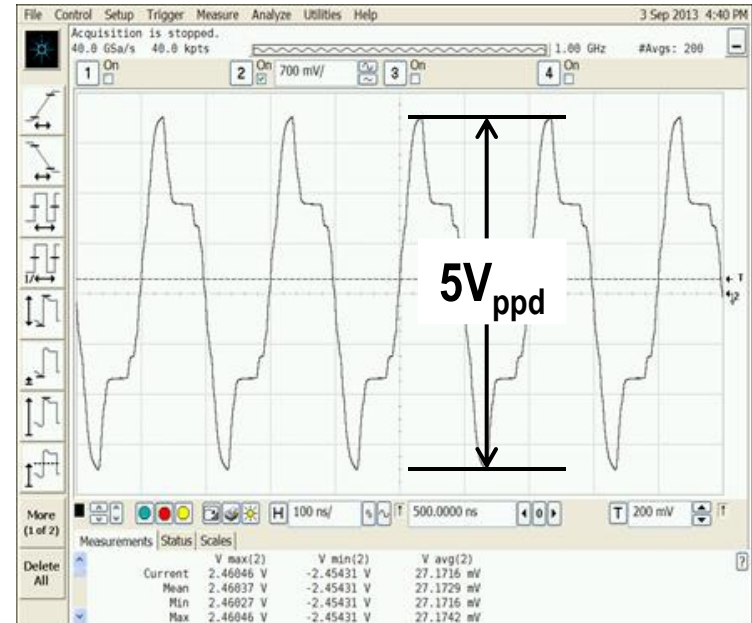 File Control Setup Trigger Measure Analyze Utilities Help 3 Sep 2013 4:40 PM
Acquisition is stopped.
40.0 GSa/s 40.0 kpts 1.00 GHz #Avgs: 200
1 On 2 On 700 mV/ 3 On 4 On
T
2
5Vppd
1/
More
(1 of 2)
Delete
All
H 100 ns/ 500.0000 ns 0 T 200 mV
Measurements Status Scales
V max(2) V min(2) V avg(2)
Current 2.46046 V -2.45431 V 27.1716 mV
Mean 2.46037 V -2.45431 V 27.1729 mV
Min 2.46027 V -2.45431 V 27.1716 mV
Max 2.46046 V -2.45431 V 27.1742 mV
?